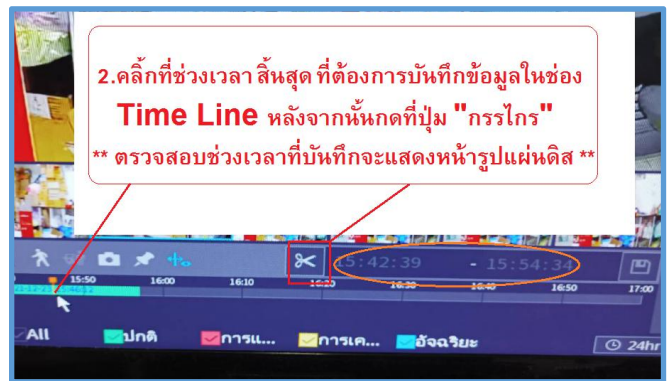 2.คลิ้กที่ช่วงเวลา สิ้นสุด ที่ต้องการบันทึกข้อมูลในช่อง
Time Line หลังจากนั้นกดที่ปุ่ม "กรรไกร"
** ตรวจสอบช่วงเวลาที่บันทึกจะแสดงหน้ารูปแผ่นดิส **
15:42:39 - 15:54:34
15:50 16:00 16:10 16:20 16:30 16:40 16:50 17:00
All ปกติ การแ... การเค... อัจฉริยะ 24hr